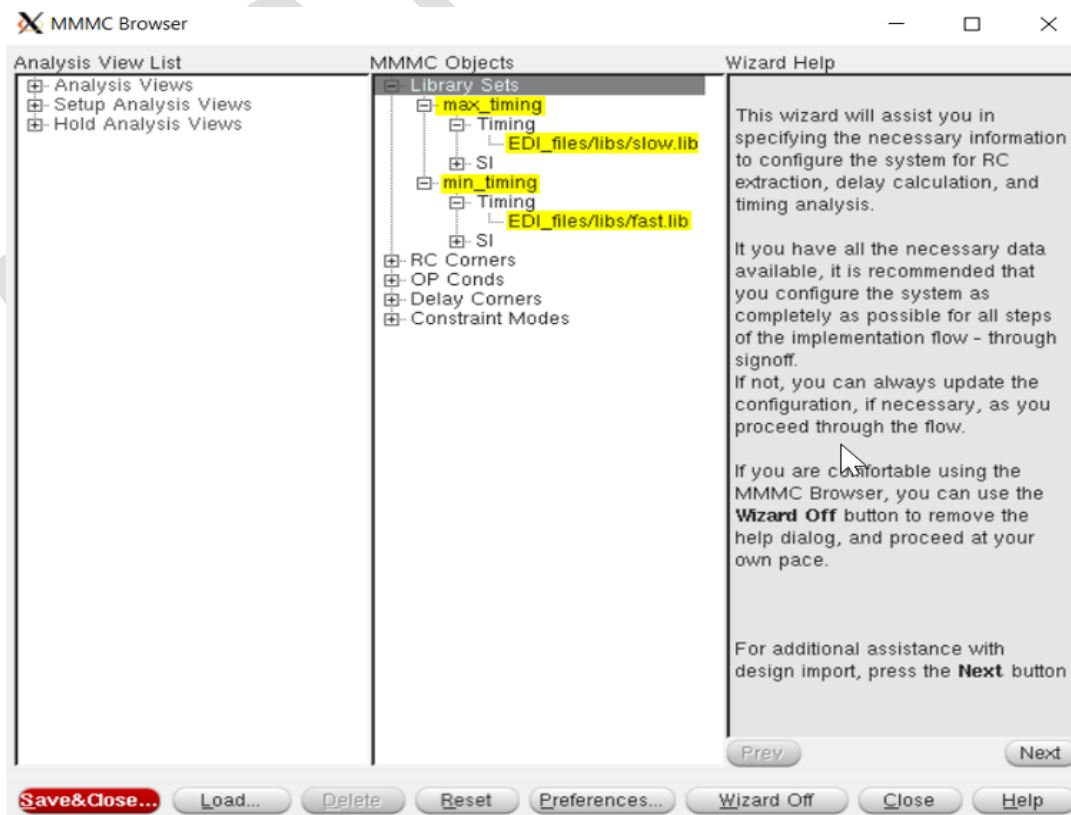 MMMC Browser
Analysis View List
Analysis Views
Setup Analysis Views
Hold Analysis Views
MMMC Objects
Library Sets
max_timing
Timing
EDI_files/libs/slow.lib
SI
min_timing
Timing
EDI_files/libs/fast.lib
SI
RC Corners
OP Conds
Delay Corners
Constraint Modes
Wizard Help
This wizard will assist you in
specifying the necessary information
to configure the system for RC
extraction, delay calculation, and
timing analysis.
It you have all the necessary data
available, it is recommended that
you configure the system as
completely as possible for all steps
of the implementation flow - through
signoff.
If not, you can always update the
configuration, if necessary, as you
proceed through the flow.
If you are comfortable using the
MMMC Browser, you can use the
Wizard Off button to remove the
help dialog, and proceed at your
own pace.
For additional assistance with
design import, press the Next button
Prev
Next
Save&Close...
Load...
Delete
Reset
Preferences...
Wizard Off
Close
Help